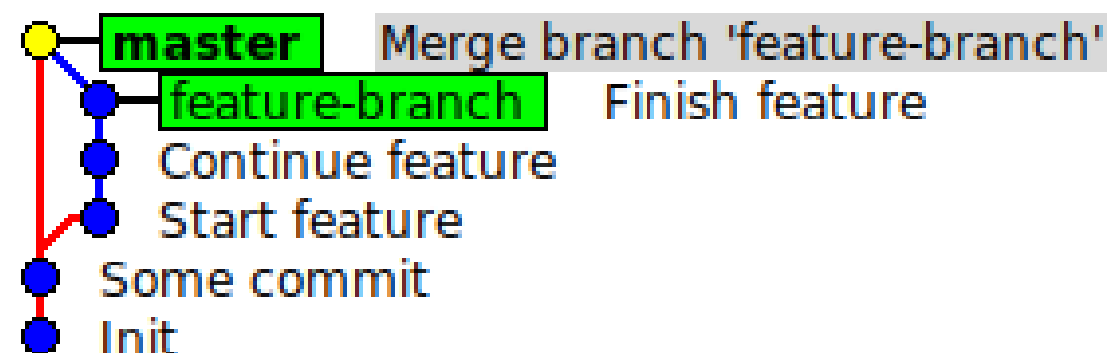 master Merge branch 'feature-branch'
feature-branch Finish feature
Continue feature
Start feature
Some commit
Init